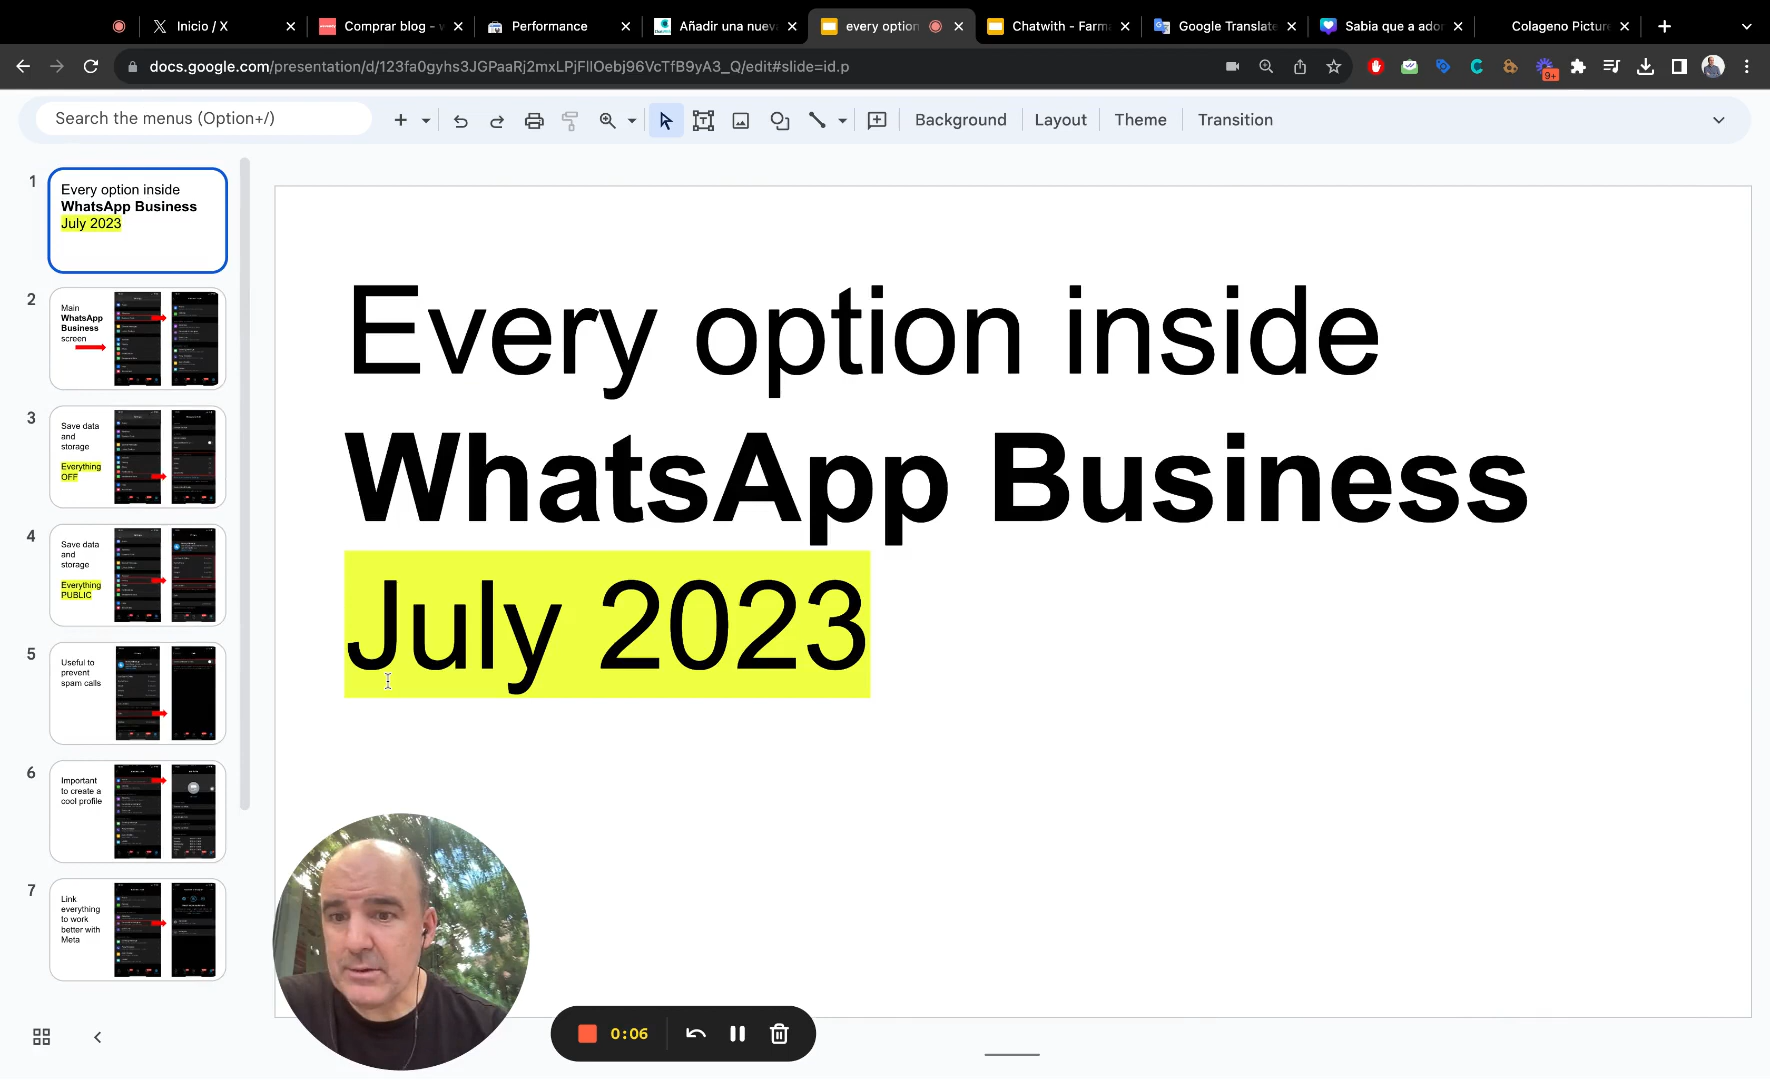 Inicio / X
Comprar blog - v
Performance
Añadir una nuev
every option
Chatwith - Farm
Google Translate
Sabia que a ado
Colageno Picture
docs.google.com/presentation/d/123fa0gyhs3JGPaaRj2mxLPjFlIOebj96VcTfB9yA3_Q/edit#slide=id.p
9+
Search the menus (Option+/)
Background
Layout
Theme
Transition
1
Every option inside
WhatsApp Business
July 2023
2
Main
WhatsApp
Business
screen
3
Save data
and
storage
Everything
OFF
4
Save data
and
storage
Everything
PUBLIC
5
Useful to
prevent
spam calls
6
Important
to create a
cool profile
7
Link
everything
to work
better with
Meta
Every option inside
WhatsApp Business
July 2023
0:06